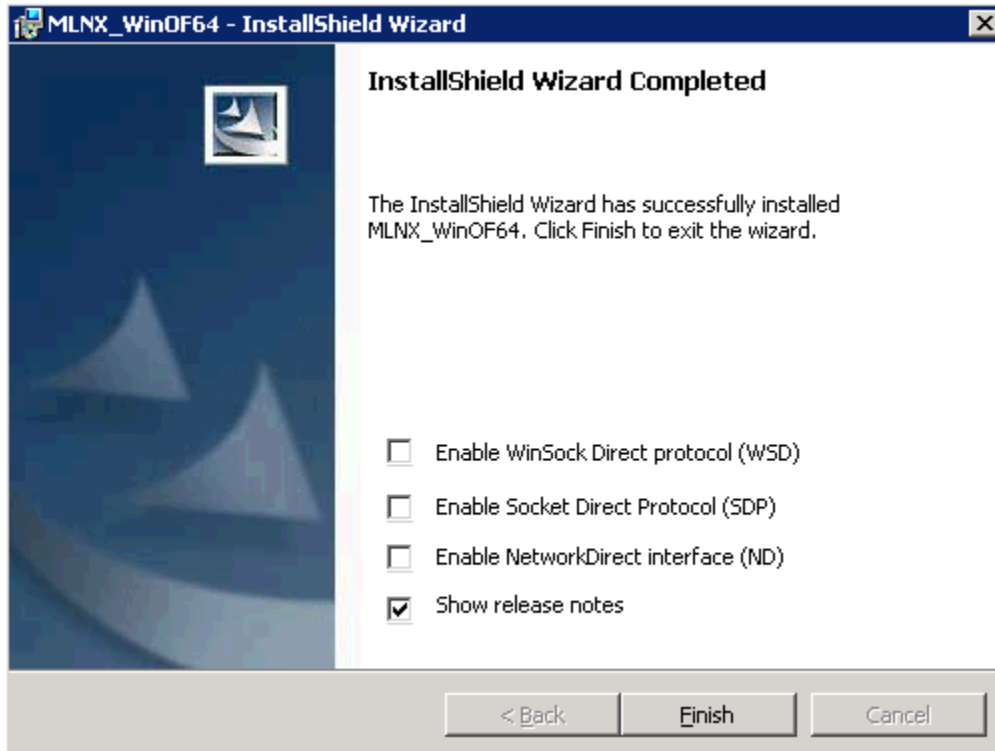 MLNX_WinOF64 - InstallShield Wizard
InstallShield Wizard Completed
The InstallShield Wizard has successfully installed
MLNX_WinOF64. Click Finish to exit the wizard.
Enable WinSock Direct protocol (WSD)
Enable Socket Direct Protocol (SDP)
Enable NetworkDirect interface (ND)
Show release notes
< Back
Finish
Cancel